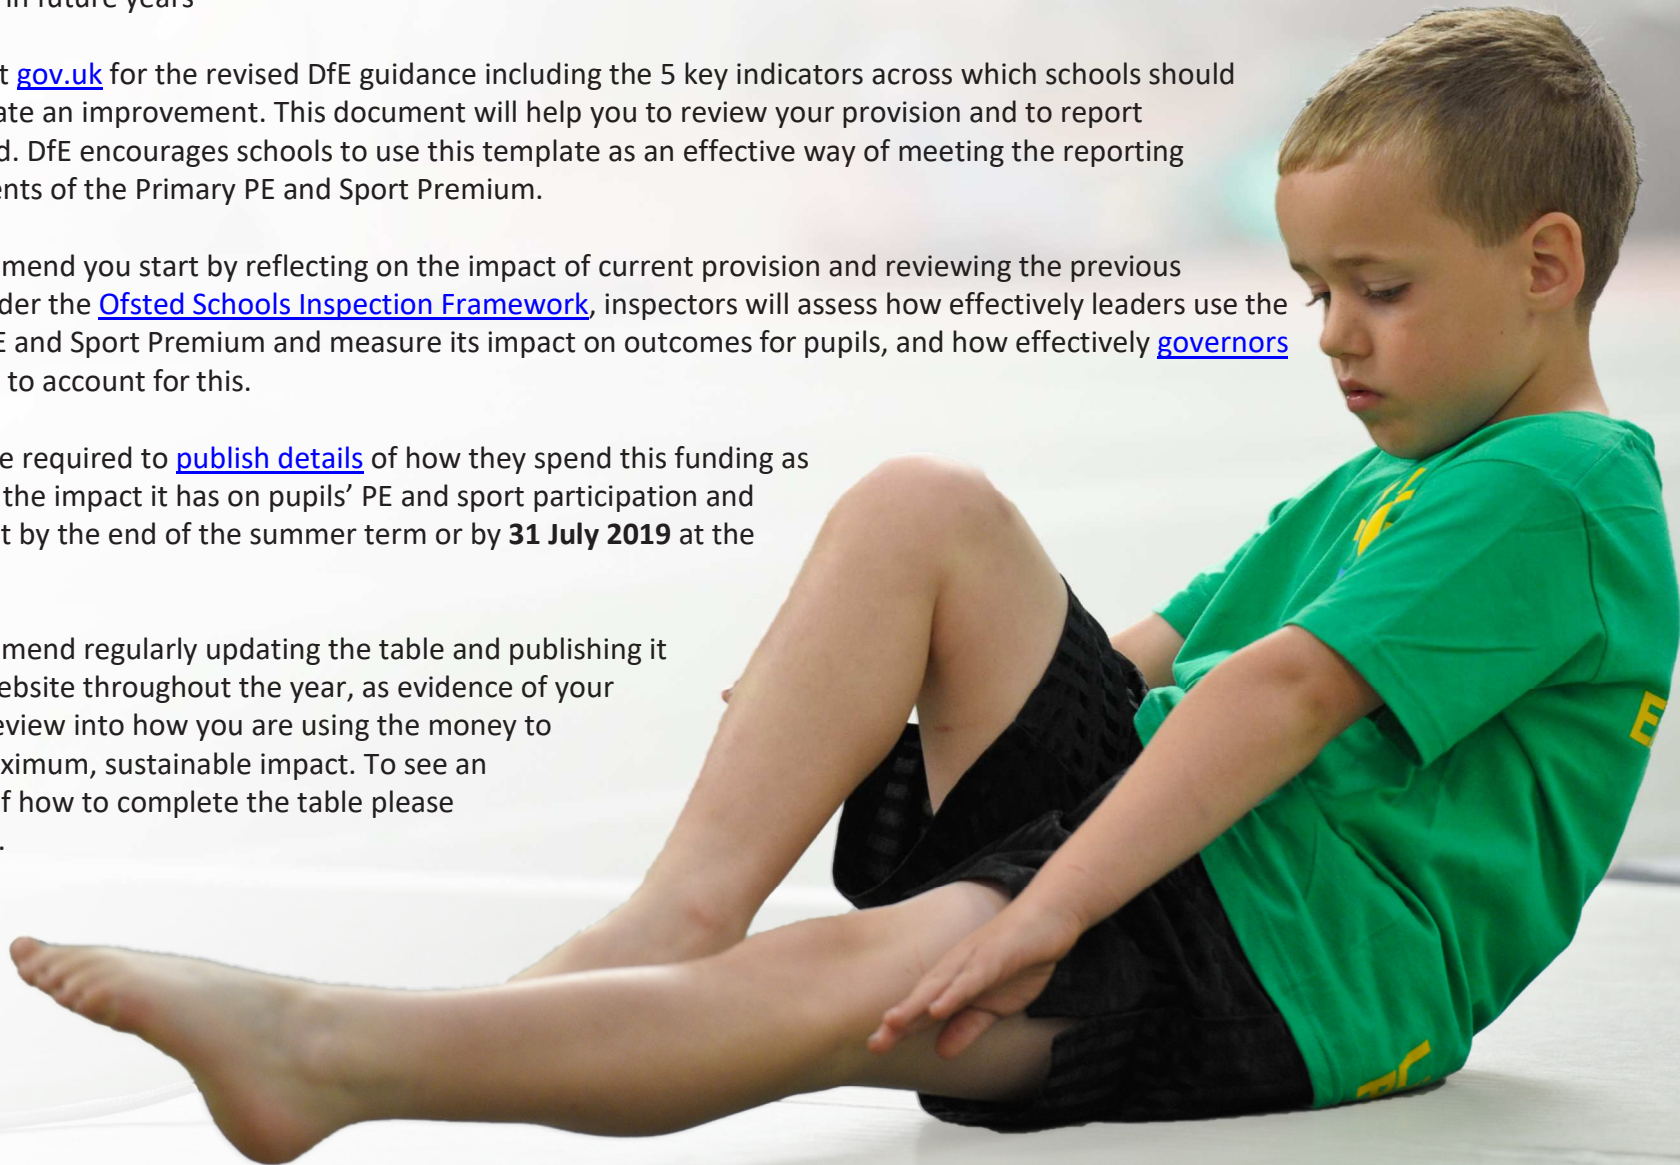 in future years
t gov.uk for the revised DfE guidance including the 5 key indicators across which schools should
ate an improvement. This document will help you to review your provision and to report
d. DfE encourages schools to use this template as an effective way of meeting the reporting
ents of the Primary PE and Sport Premium.
mend you start by reflecting on the impact of current provision and reviewing the previous
der the Ofsted Schools Inspection Framework, inspectors will assess how effectively leaders use the
E and Sport Premium and measure its impact on outcomes for pupils, and how effectively governors
to account for this.
e required to publish details of how they spend this funding as
the impact it has on pupils’ PE and sport participation and
t by the end of the summer term or by 31 July 2019 at the
mend regularly updating the table and publishing it
ebsite throughout the year, as evidence of your
eview into how you are using the money to
ximum, sustainable impact. To see an
f how to complete the table please
.
E